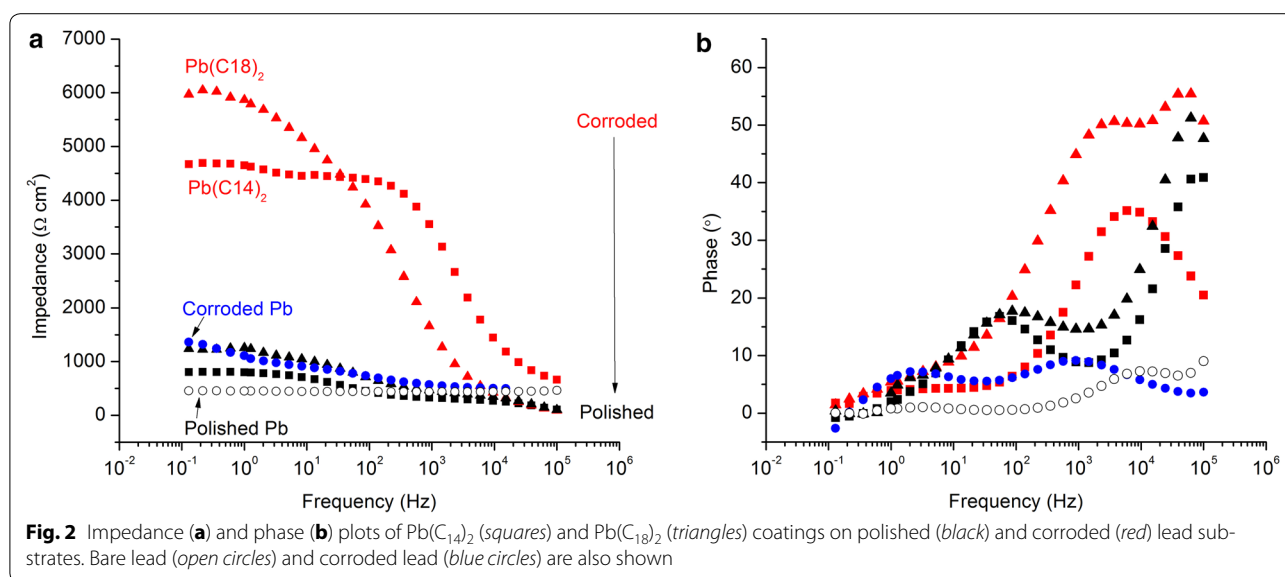 a
7000
6000
5000
4000
3000
2000
1000
0
Impedance (Ω cm²)
Pb(C18)₂
Pb(C14)₂
Corroded Pb
Polished Pb
Corroded
Polished
10⁻² 10⁻¹ 10⁰ 10¹ 10² 10³ 10⁴ 10⁵ 10⁶
Frequency (Hz)
b
60
50
40
30
20
10
0
Phase (°)
10⁻² 10⁻¹ 10⁰ 10¹ 10² 10³ 10⁴ 10⁵ 10⁶
Frequency (Hz)
Fig. 2 Impedance (a) and phase (b) plots of Pb(C₁₄)₂ (squares) and Pb(C₁₈)₂ (triangles) coatings on polished (black) and corroded (red) lead sub-
strates. Bare lead (open circles) and corroded lead (blue circles) are also shown